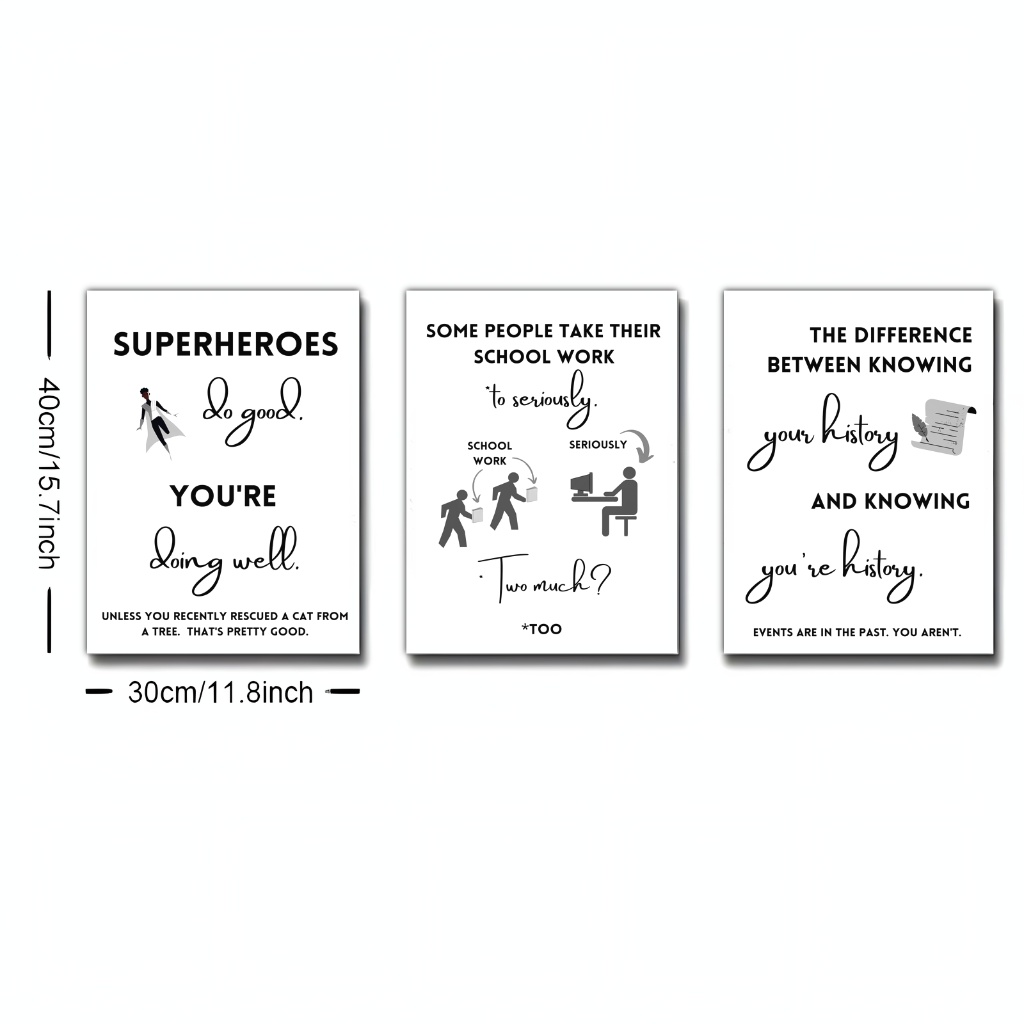 40cm/15.7inch
SUPERHEROES
do good.
YOU'RE
doing well.
UNLESS YOU RECENTLY RESCUED A CAT FROM
A TREE. THAT'S PRETTY GOOD.
30cm/11.8inch
SOME PEOPLE TAKE THEIR
SCHOOL WORK
*to seriously.
SCHOOL
WORK
SERIOUSLY
*Two much?
*TOO
THE DIFFERENCE
BETWEEN KNOWING
your history
AND KNOWING
you're history.
EVENTS ARE IN THE PAST. YOU AREN'T.